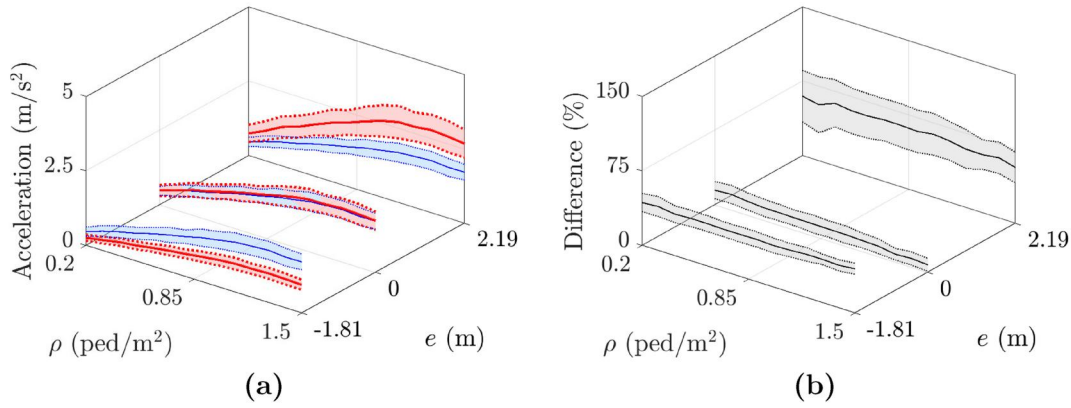 Acceleration (m/s²)
5
2.5
0
0.2
0.85
1.5
ρ (ped/m²)
-1.81
0
2.19
e (m)
(a)
Difference (%)
150
75
0
0.2
0.85
1.5
ρ (ped/m²)
-1.81
0
2.19
e (m)
(b)